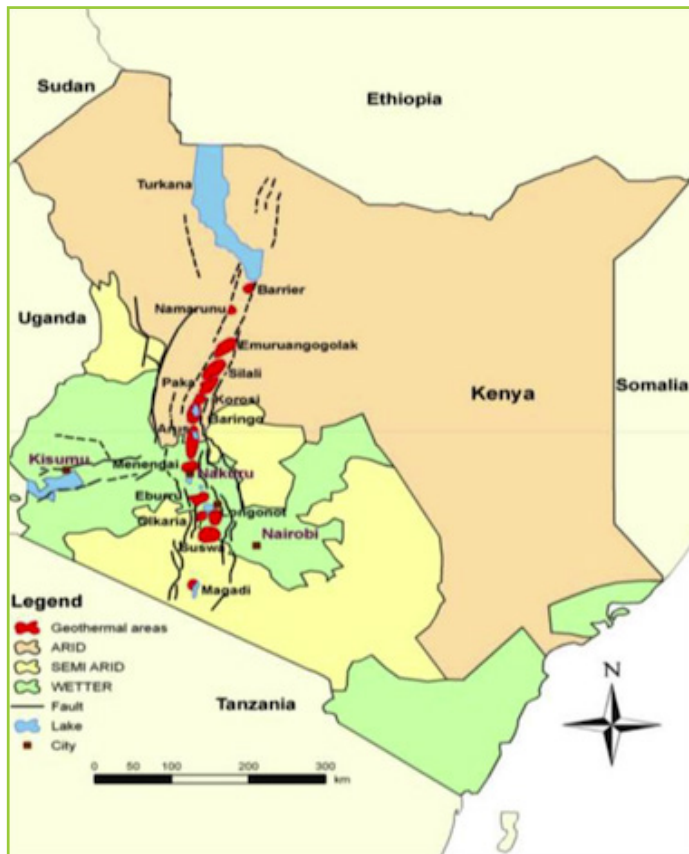 Sudan
Ethiopia
Turkana
Barrier
Uganda
Namarunu
Emuruangogolak
Silali
Paka
Kenya
Somalia
Korosi
Baringo
Kisumu
Menendai
Nakuru
Eburru
Longonot
Olkaria
Nairobi
Suswa
Magadi
Legend
Geothermal areas
ARID
SEMI ARID
WETTER
Fault
Lake
City
Tanzania
N
0 50 100 200 300
km